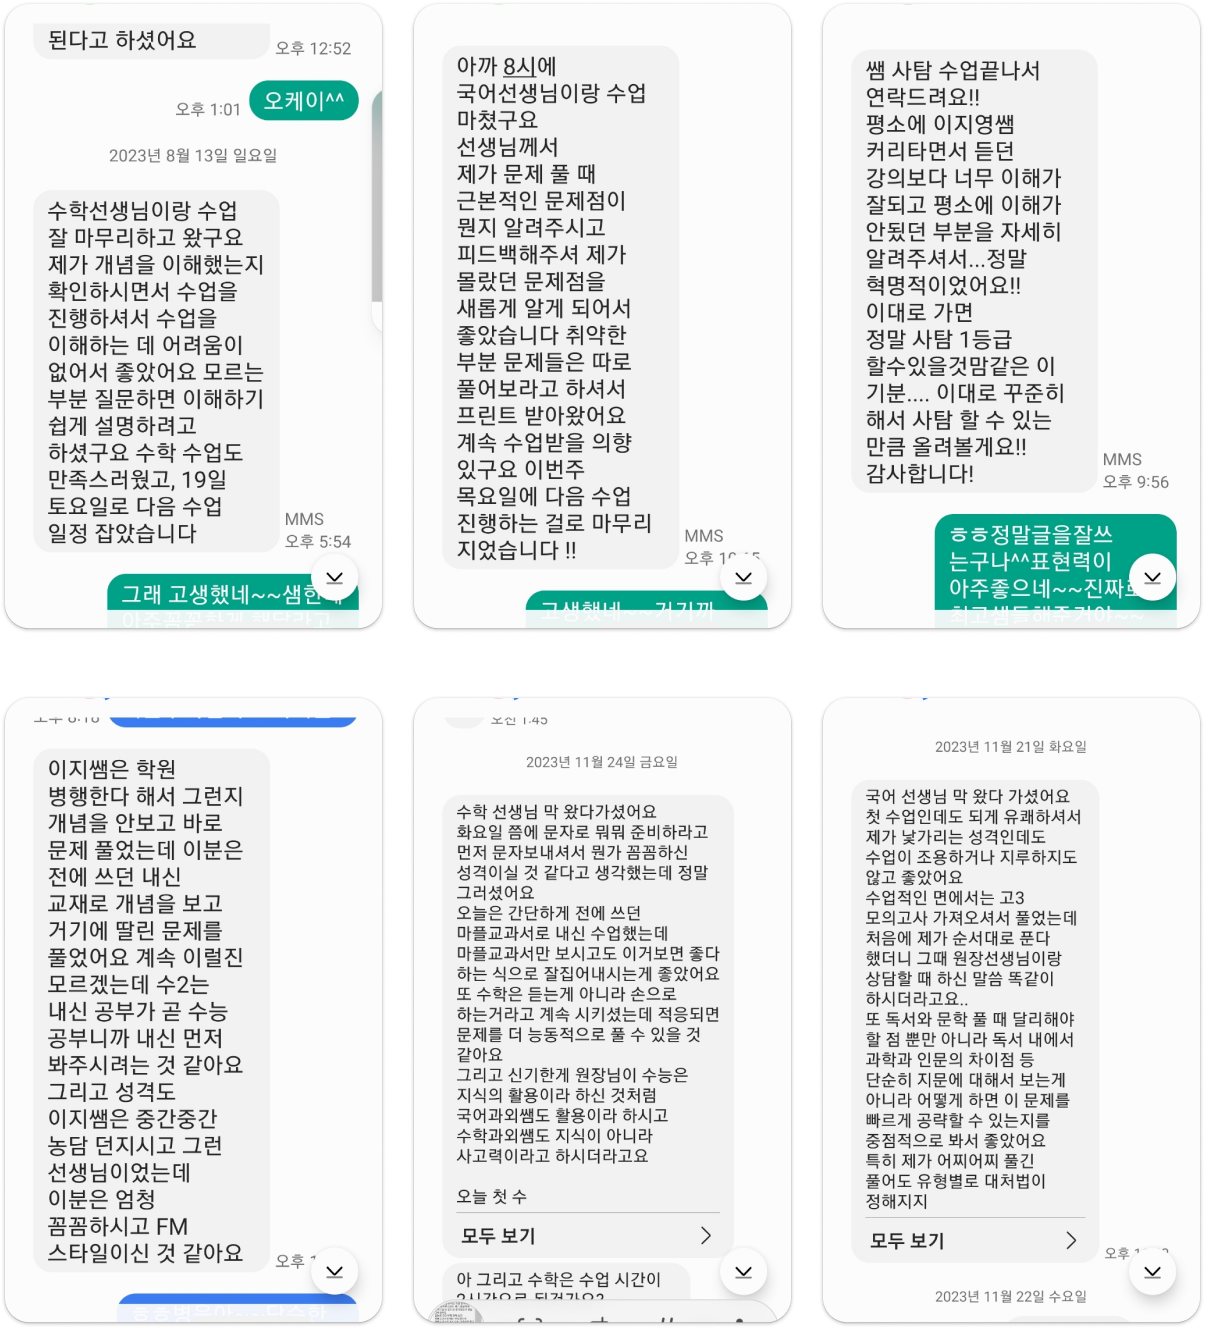 된다고 하셨어요
오후 12:52
오후 1:01
오케이^^
2023년 8월 13일 일요일
수학선생님이랑 수업
잘 마무리하고 왔구요
제가 개념을 이해했는지
확인하시면서 수업을
진행하셔서 수업을
이해하는 데 어려움이
없어서 좋았어요 모르는
부분 질문하면 이해하기
쉽게 설명하려고
하셨구요 수학 수업도
만족스러웠고, 19일
토요일로 다음 수업
일정 잡았습니다
MMS
오후 5:54
그래 고생했네~~샘한테
아까 8시에
국어선생님이랑 수업
마쳤구요
선생님께서
제가 문제 풀 때
근본적인 문제점이
뭔지 알려주시고
피드백해주셔 제가
몰랐던 문제점을
새롭게 알게 되어서
좋았습니다 취약한
부분 문제들은 따로
풀어보라고 하셔서
프린트 받아왔어요
계속 수업받을 의향
있구요 이번주
목요일에 다음 수업
진행하는 걸로 마무리
지었습니다 !!
MMS
오후
고생했네~~거기까
쌤 사탐 수업끝나서
연락드려요!!
평소에 이지영쌤
커리타면서 듣던
강의보다 너무 이해가
잘되고 평소에 이해가
안됬던 부분을 자세히
알려주셔서...정말
혁명적이었어요!!
이대로 가면
정말 사탐 1등급
할수있을것맘같은 이
기분.... 이대로 꾸준히
해서 사탐 할 수 있는
만큼 올려볼게요!!
감사합니다!
MMS
오후 9:56
ㅎㅎ정말글을잘쓰
는구나^^표현력이
아주좋으네~~진짜로
이지쌤은 학원
병행한다 해서 그런지
개념을 안보고 바로
문제 풀었는데 이분은
전에 쓰던 내신
교재로 개념을 보고
거기에 딸린 문제를
풀었어요 계속 이럴진
모르겠는데 수2는
내신 공부가 곧 수능
공부니까 내신 먼저
봐주시려는 것 같아요
그리고 성격도
이지쌤은 중간중간
농담 던지시고 그런
선생님이었는데
이분은 엄청
꼼꼼하시고 FM
스타일이신 것 같아요
오후
오전 1:45
2023년 11월 24일 금요일
수학 선생님 막 왔다가셨어요
화요일 쯤에 문자로 뭐뭐 준비하라고
먼저 문자보내셔서 뭔가 꼼꼼하신
성격이실 것 같다고 생각했는데 정말
그러셨어요
오늘은 간단하게 전에 쓰던
마플교과서로 내신 수업했는데
마플교과서만 보시고도 이거보면 좋다
하는 식으로 잘집어내시는게 좋았어요
또 수학은 듣는게 아니라 손으로
하는거라고 계속 시키셨는데 적응되면
문제를 더 능동적으로 풀 수 있을 것
같아요
그리고 신기한게 원장님이 수능은
지식의 활용이라 하신 것처럼
국어과외쌤도 활용이라 하시고
수학과외쌤도 지식이 아니라
사고력이라고 하시더라고요
오늘 첫 수
모두 보기
아 그리고 수학은 수업 시간이
2023년 11월 21일 화요일
국어 선생님 막 왔다 가셨어요
첫 수업인데도 되게 유쾌하셔서
제가 낯가리는 성격인데도
수업이 조용하거나 지루하지도
않고 좋았어요
수업적인 면에서는 고3
모의고사 가져오셔서 풀었는데
처음에 제가 순서대로 푼다
했더니 그때 원장선생님이랑
상담할 때 하신 말씀 똑같이
하시더라고요..
또 독서와 문학 풀 때 달리해야
할 점 뿐만 아니라 독서 내에서
과학과 인문의 차이점 등
단순히 지문에 대해서 보는게
아니라 어떻게 하면 이 문제를
빠르게 공략할 수 있는지를
중점적으로 봐서 좋았어요
특히 제가 어찌어찌 풀긴
풀어도 유형별로 대처법이
정해지지
모두 보기
오후
2023년 11월 22일 수요일